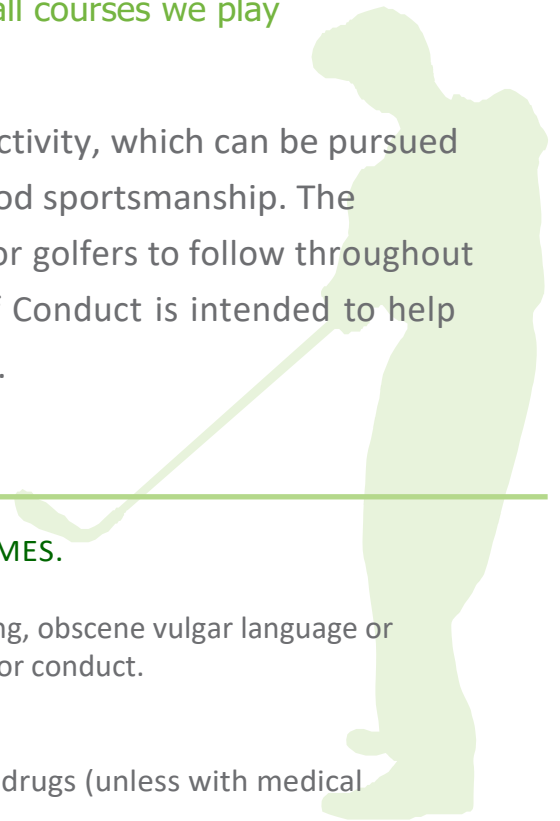 all courses we play
ctivity, which can be pursued
od sportsmanship. The
or golfers to follow throughout
Conduct is intended to help
.
MES.
ng, obscene vulgar language or
or conduct.
drugs (unless with medical